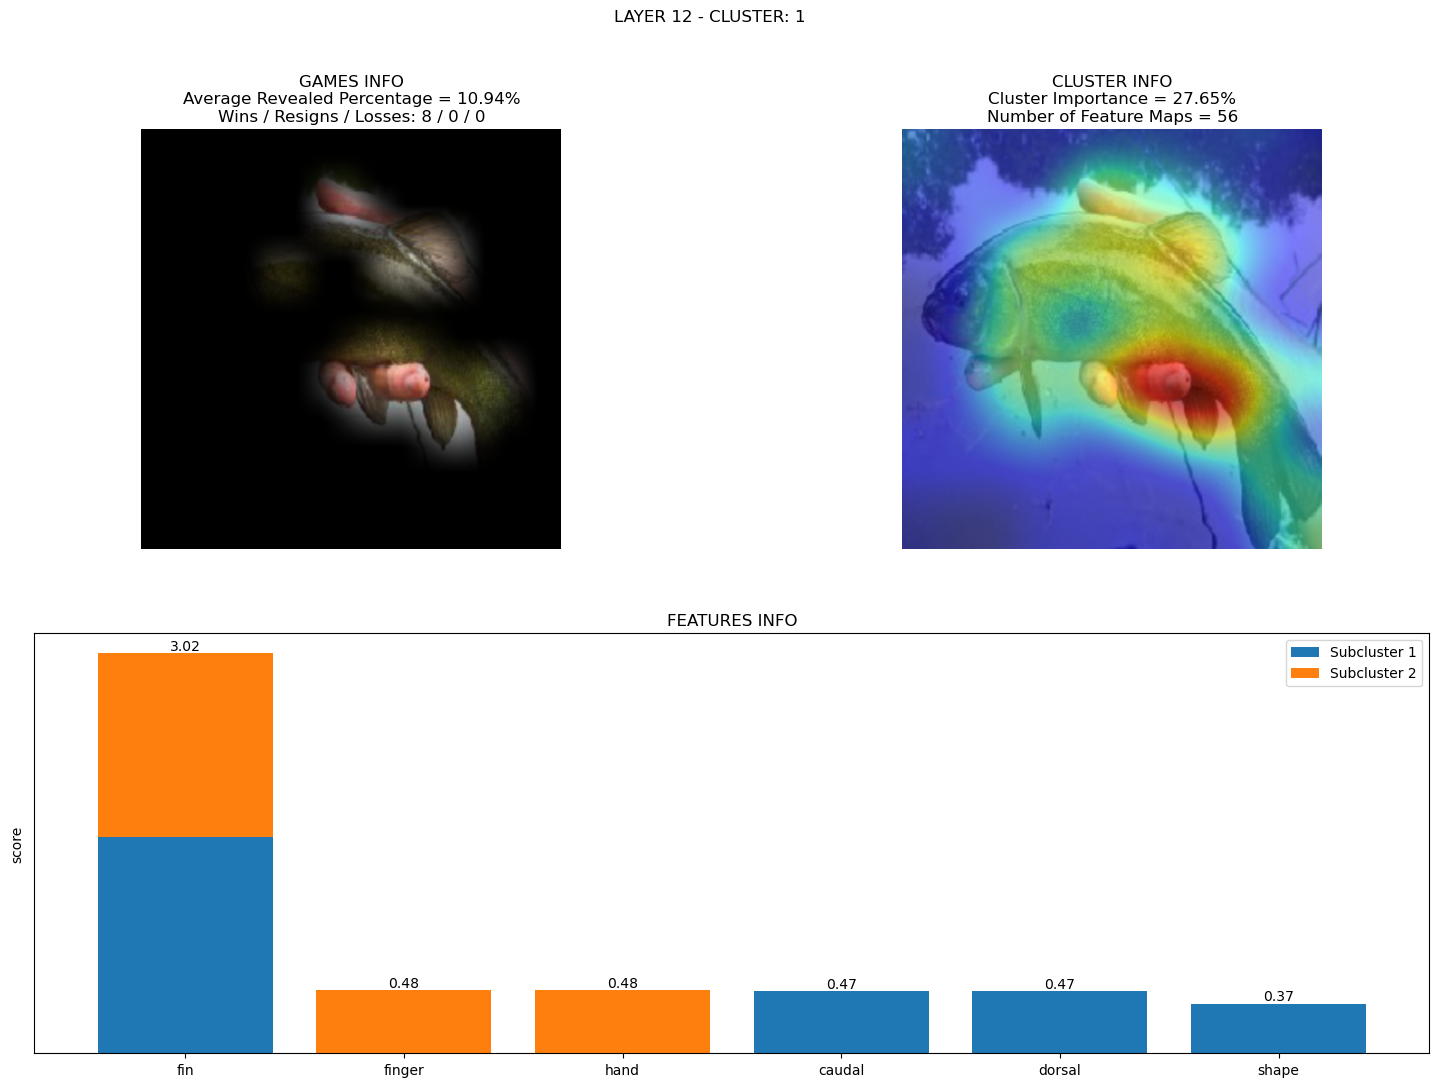 LAYER 12 - CLUSTER: 1
GAMES INFO
Average Revealed Percentage = 10.94%
Wins / Resigns / Losses: 8 / 0 / 0
CLUSTER INFO
Cluster Importance = 27.65%
Number of Feature Maps = 56
FEATURES INFO
3.02
Subcluster 1
Subcluster 2
score
0.48
0.48
0.47
0.47
0.37
fin
finger
hand
caudal
dorsal
shape